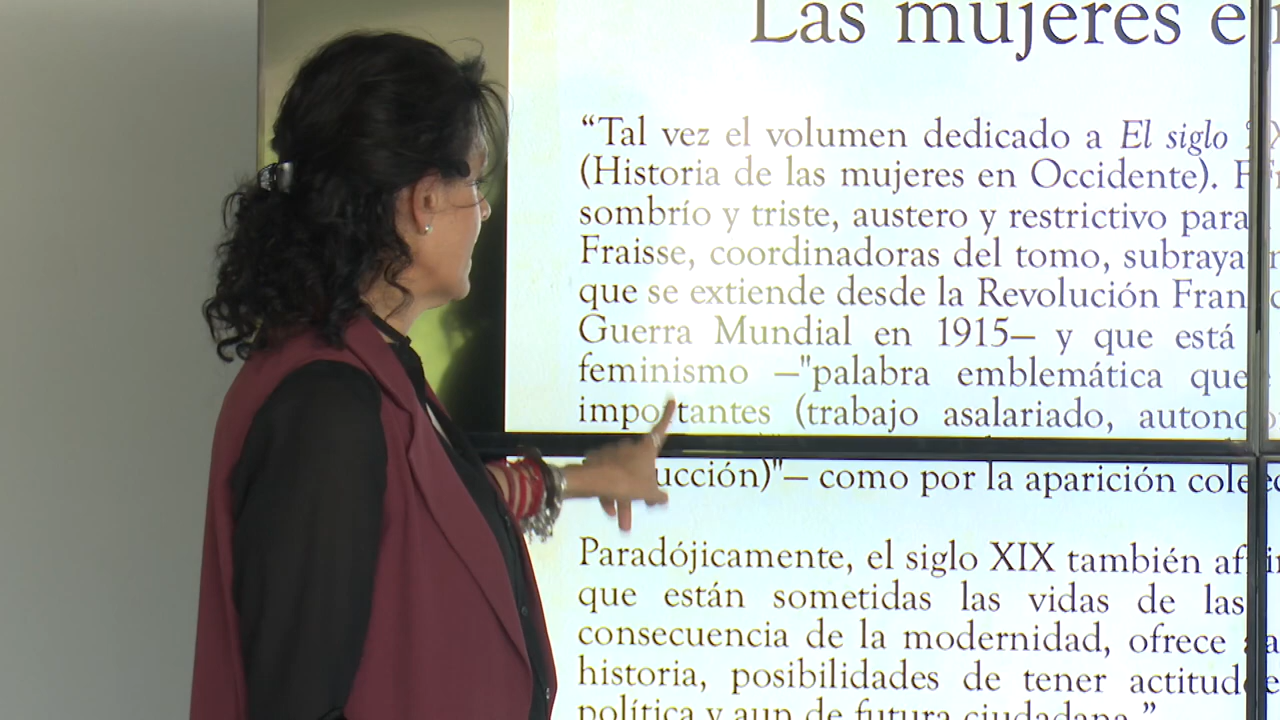 Las mujeres e
“Tal vez el volumen dedicado a El siglo
(Historia de las mujeres en Occidente).
sombrío y triste, austero y restrictivo para
Fraisse, coordinadoras del tomo, subraya
que se extiende desde la Revolución Fran
Guerra Mundial en 1915— y que está
feminismo —"palabra emblemática que
importantes (trabajo asalariado, autono
ucción)"— como por la aparición colec
Paradójicamente, el siglo XIX también af
que están sometidas las vidas de las
consecuencia de la modernidad, ofrece
historia, posibilidades de tener actitude
política y aun de futura ciudadana.”